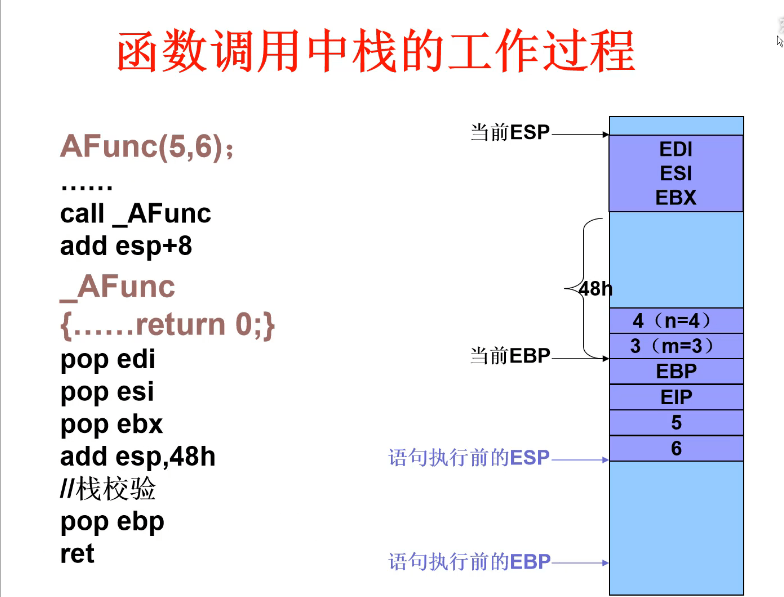 函数调用中栈的工作过程
AFunc(5,6)；
……
call _AFunc
add esp+8
_AFunc
{……return 0;}
pop edi
pop esi
pop ebx
add esp,48h
//栈校验
pop ebp
ret
当前ESP
EDI
ESI
EBX
48h
4（n=4）
3（m=3）
当前EBP
EBP
EIP
5
6
语句执行前的ESP
语句执行前的EBP